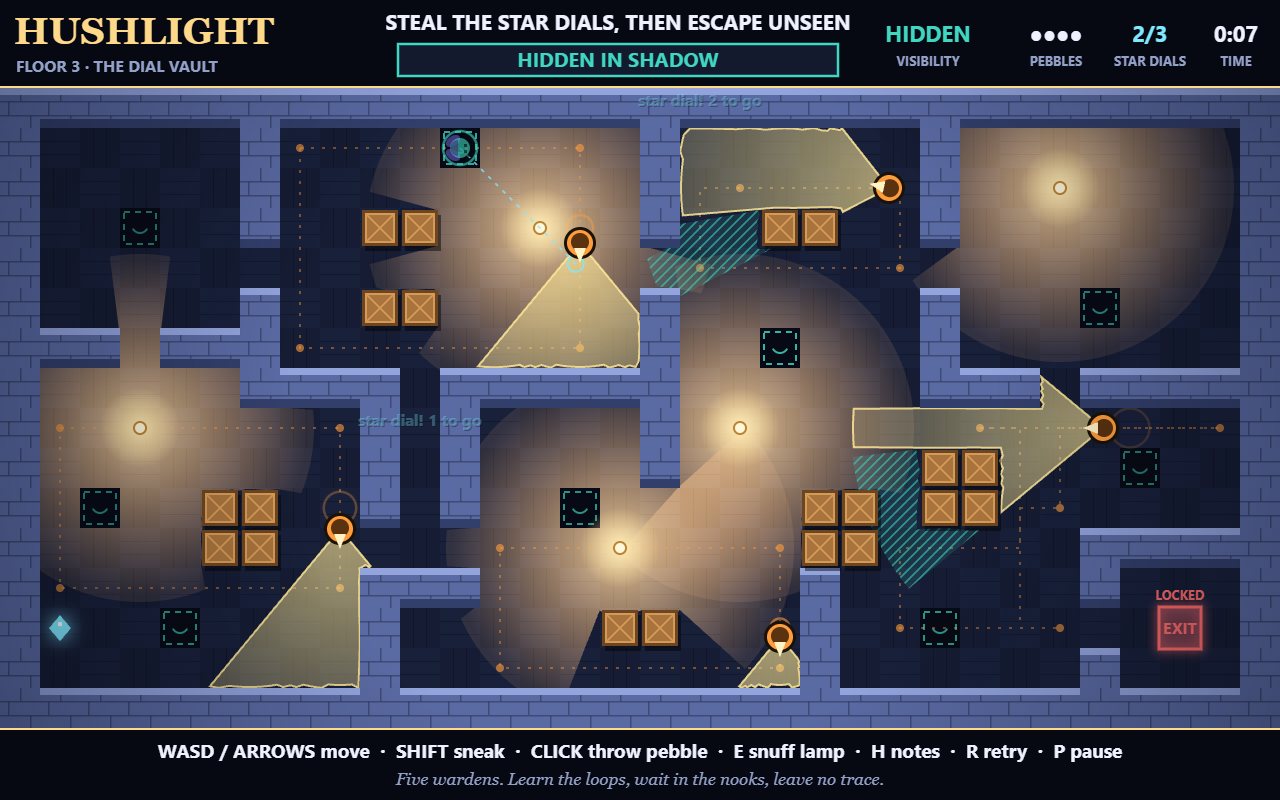 HUSHLIGHT
FLOOR 3 · THE DIAL VAULT
STEAL THE STAR DIALS, THEN ESCAPE UNSEEN
HIDDEN IN SHADOW
HIDDEN
VISIBILITY
PEBBLES
2/3
STAR DIALS
0:07
TIME
star dial! 2 to go
star dial! 1 to go
LOCKED
EXIT
WASD / ARROWS move · SHIFT sneak · CLICK throw pebble · E snuff lamp · H notes · R retry · P pause
Five wardens. Learn the loops, wait in the nooks, leave no trace.